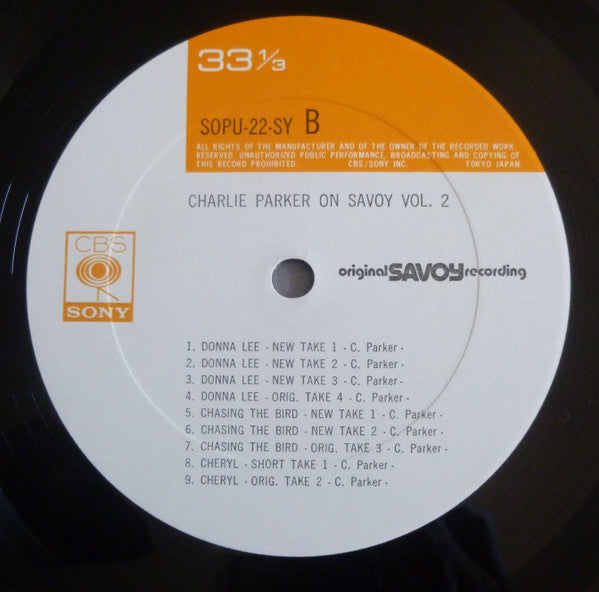 33 1/3
SOPU-22-SY B
ALL RIGHTS OF THE MANUFACTURER AND OF THE OWNER OF THE RECORDED WORK
RESERVED. UNAUTHORIZED PUBLIC PERFORMANCE, BROADCASTING AND COPYING OF
THIS RECORD PROHIBITED. CBS/SONY INC. TOKYO JAPAN.
CHARLIE PARKER ON SAVOY VOL. 2
CBS
SONY
original SAVOY recording
1. DONNA LEE - NEW TAKE 1 - C. Parker -
2. DONNA LEE - NEW TAKE 2 - C. Parker -
3. DONNA LEE - NEW TAKE 3 - C. Parker -
4. DONNA LEE - ORIG. TAKE 4 - C. Parker -
5. CHASING THE BIRD - NEW TAKE 1 - C. Parker -
6. CHASING THE BIRD - NEW TAKE 2 - C. Parker -
7. CHASING THE BIRD - ORIG. TAKE 3 - C. Parker -
8. CHERYL - SHORT TAKE 1 - C. Parker -
9. CHERYL - ORIG. TAKE 2 - C. Parker -